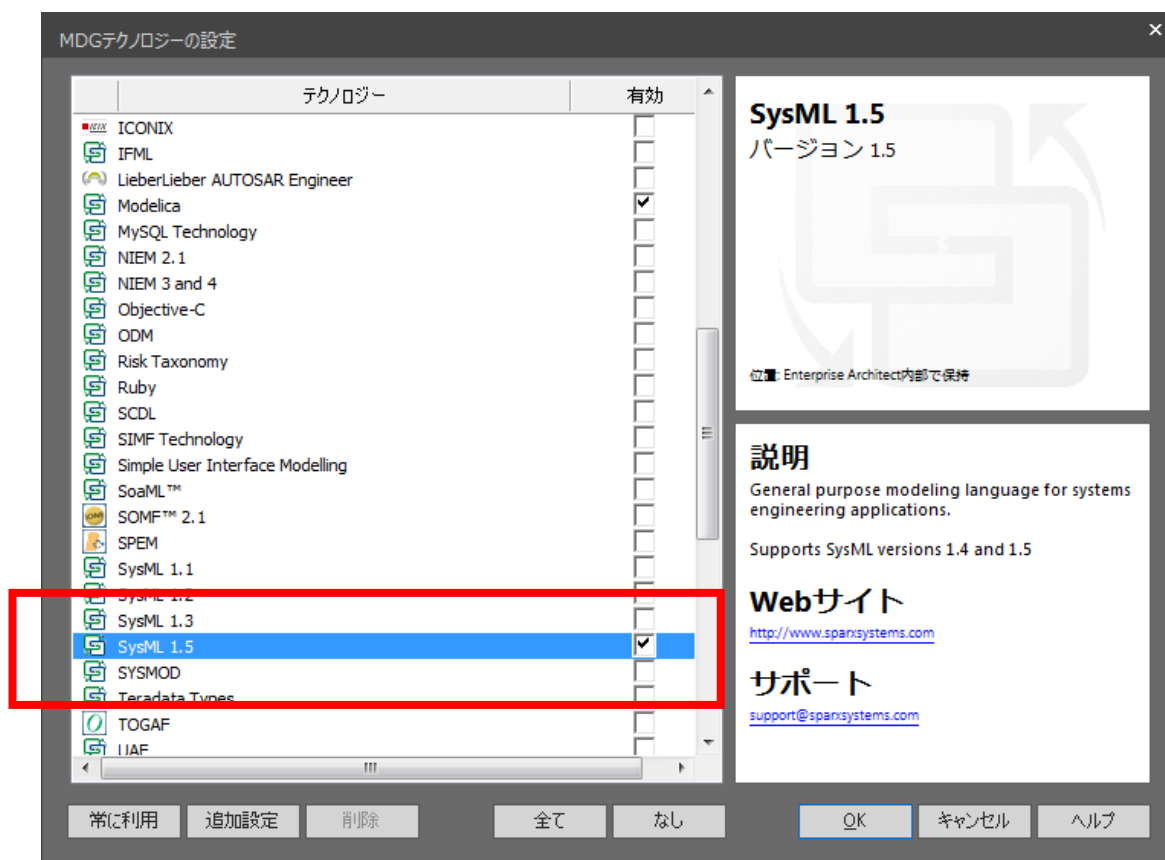 MDGテクノロジーの設定
テクノロジー 有効
ICONIX
IFML
LieberLieber AUTOSAR Engineer
Modelica
MySQL Technology
NIEM 2.1
NIEM 3 and 4
Objective-C
ODM
Risk Taxonomy
Ruby
SCDL
SIMF Technology
Simple User Interface Modelling
SoaML™
SOMF™ 2.1
SPEM
SysML 1.1
SysML 1.2
SysML 1.3
SysML 1.5
SYSMOD
Teradata Types
TOGAF
UAF
SysML 1.5
バージョン 1.5
位置: Enterprise Architect内部で保持
説明
General purpose modeling language for systems
engineering applications.
Supports SysML versions 1.4 and 1.5
Webサイト
http://www.sparxsystems.com
サポート
support@sparxsystems.com
常に利用 追加設定 削除 全て なし OK キャンセル ヘルプ